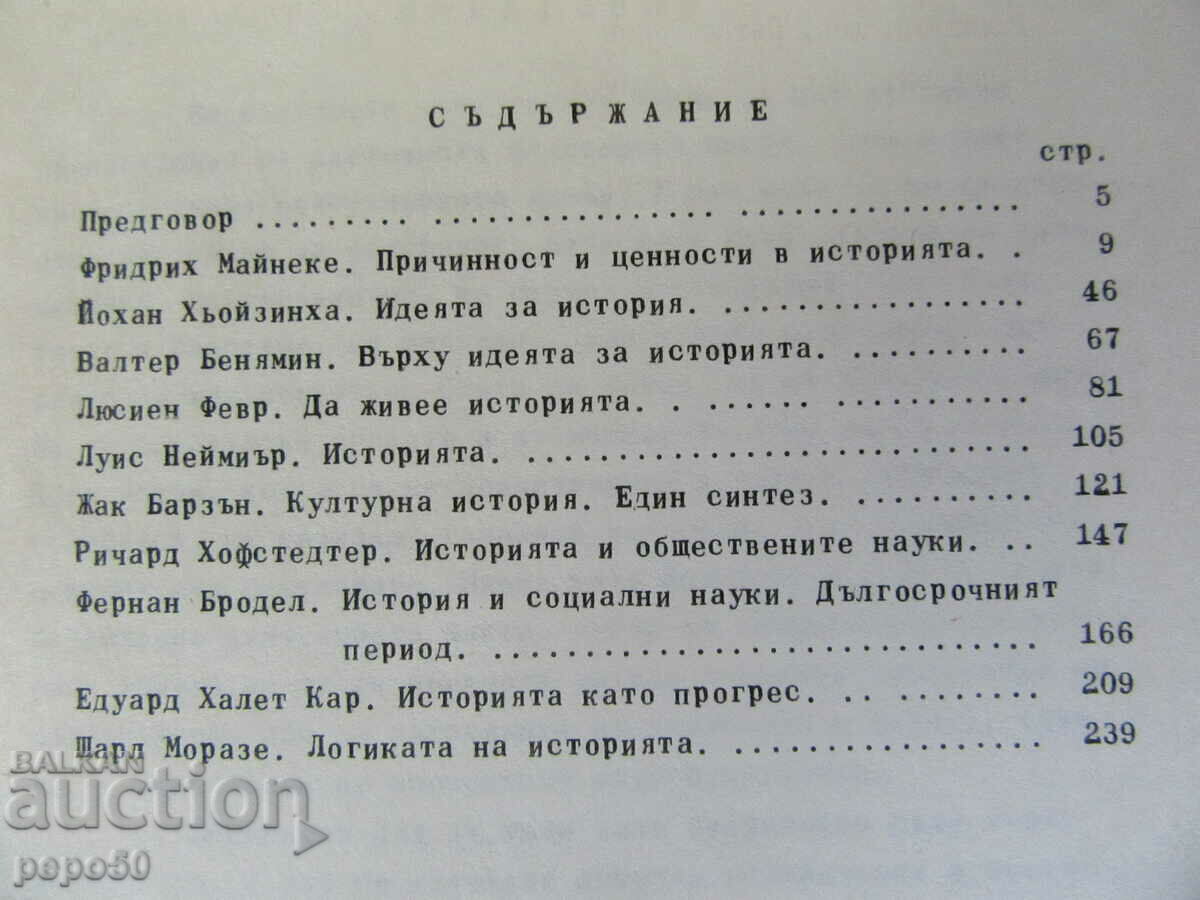 СЪДЪРЖАНИЕ
стр.
Предговор ......... ................ ................ 5
Фридрих Майнеке. Причинност и ценности в историята. . 9
Йохан Хьойзинха. Идеята за история. ................. 46
Валтер Бенямин. Върху идеята за историята. .......... 67
Люсиен Февр. Да живее историята. . ...... ........... 81
Луис Неймиър. Историята. ............................. 105
Жак Барзън. Културна история. Един синтез. .......... 121
Ричард Хофстедтер. Историята и обществените науки. .. 147
Фернан Бродел. История и социални науки. Дългосрочният
период. ............................... 166
Едуард Халет Кар. Историята като прогрес. .. ........ 209
Шарл Моразе. Логиката на историята. .................. 239
BALKAN
auction
pepo50